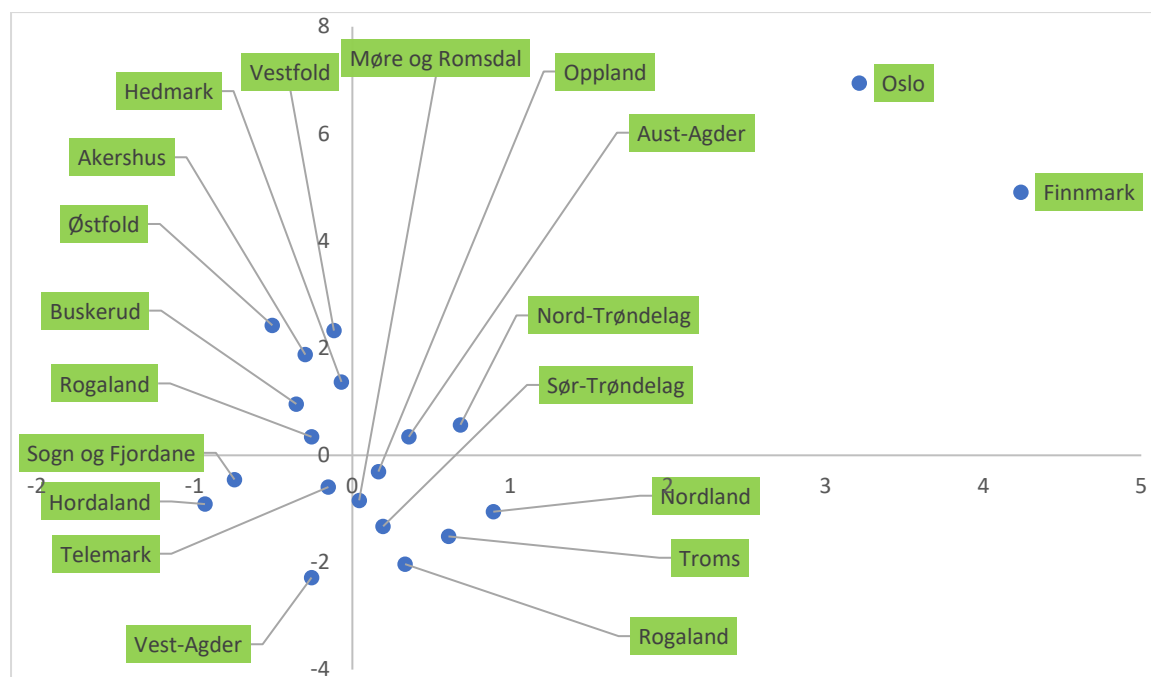 8
Møre og Romsdal
Vestfold
Oppland
Oslo
Hedmark
6
Aust-Agder
Akershus
Finnmark
Østfold
4
Buskerud
Nord-Trøndelag
2
Rogaland
Sør-Trøndelag
Sogn og Fjordane
0
-2 -1 0 1 2 3 4 5
Hordaland
Nordland
Telemark
Troms
-2
Vest-Agder
Rogaland
-4